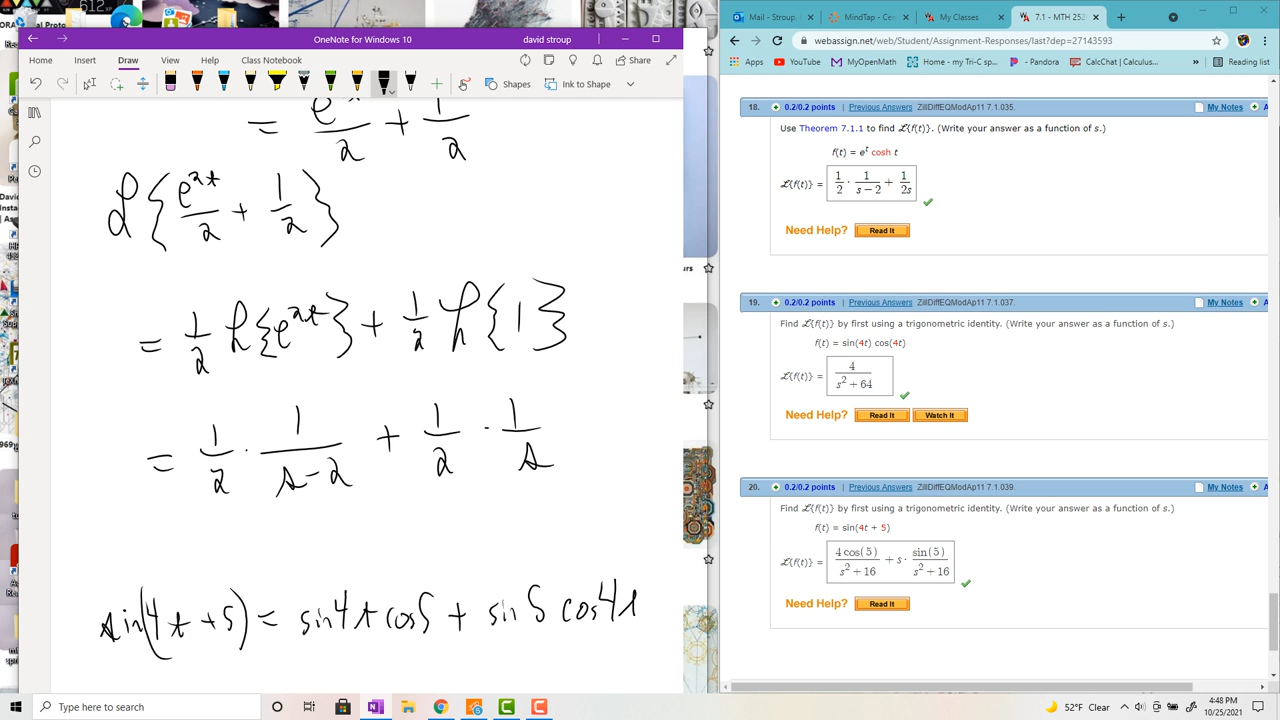 OneNote for Windows 10
david stroup
Home Insert Draw View Help Class Notebook
Share
Shapes
Ink to Share
= e^{2t}/2 + 1/2
ℒ{e^{2t}/2 + 1/2}
= 1/2 ℒ{e^{2t}} + 1/2 ℒ{1}
= 1/2 · 1/(s-2) + 1/2 · 1/s
sin(4t+5) = sin4t cos5 + sin5 cos4t
Mail - Stroup,
MindTap - Ce
My Classes
7.1 - MTH 252
webassign.net/web/Student/Assignment-Responses/last?dep=27143593
Apps YouTube MyOpenMath Home - my Tri-C sp... - Pandora CalcChat | Calculus... Reading list
18. 0.2/0.2 points | Previous Answers ZillDiffEQModAp11 7.1.035. My Notes
Use Theorem 7.1.1 to find ℒ{f(t)}. (Write your answer as a function of s.)
f(t) = e^t cosh t
ℒ{f(t)} = 1/2 · 1/(s−2) + 1/(2s)
Need Help? Read It
19. 0.2/0.2 points | Previous Answers ZillDiffEQModAp11 7.1.037. My Notes
Find ℒ{f(t)} by first using a trigonometric identity. (Write your answer as a function of s.)
f(t) = sin(4t) cos(4t)
ℒ{f(t)} = 4/(s²+64)
Need Help? Read It Watch It
20. 0.2/0.2 points | Previous Answers ZillDiffEQModAp11 7.1.039. My Notes
Find ℒ{f(t)} by first using a trigonometric identity. (Write your answer as a function of s.)
f(t) = sin(4t + 5)
ℒ{f(t)} = 4 cos(5)/(s²+16) + s · sin(5)/(s²+16)
Need Help? Read It
Type here to search
52°F Clear
4:48 PM
10/25/2021